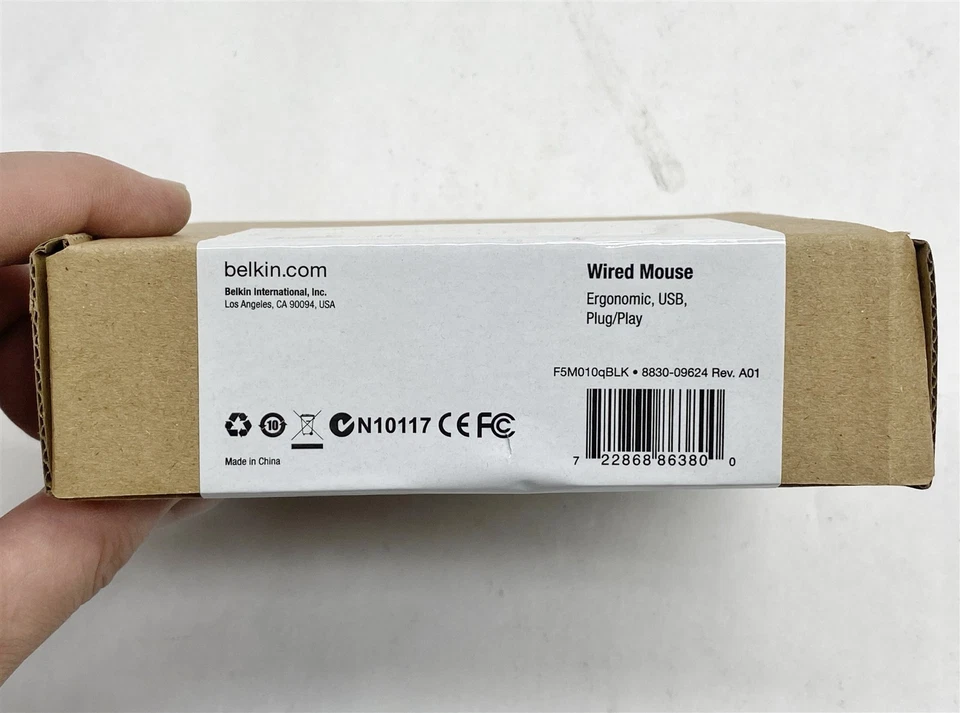 belkin.com
Belkin International, Inc.
Los Angeles, CA 90094, USA
Wired Mouse
Ergonomic, USB,
Plug/Play
F5M010qBLK • 8830-09624 Rev. A01
10
N10117 CE FC
Made in China
7 22868 86380 0